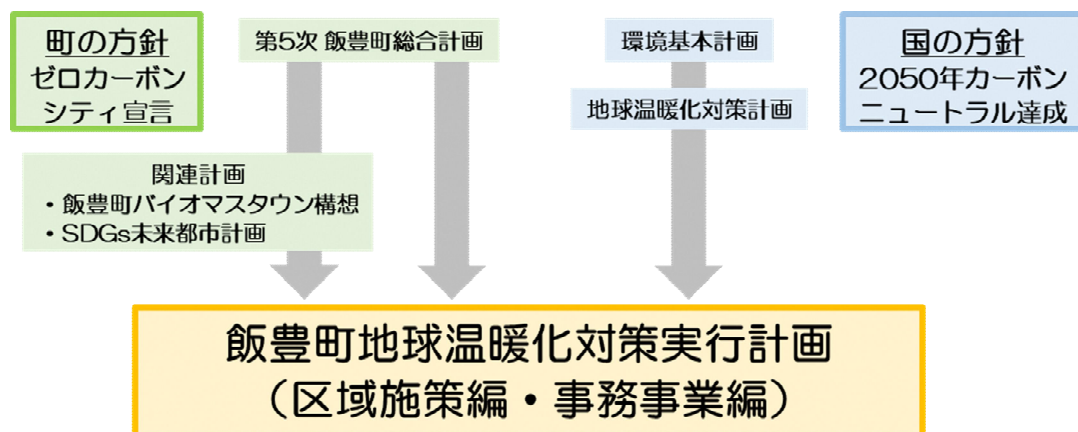 町の方針
ゼロカーボン
シティ宣言
第5次 飯豊町総合計画
環境基本計画
国の方針
2050年カーボン
ニュートラル達成
地球温暖化対策計画
関連計画
・飯豊町バイオマスタウン構想
・SDGs未来都市計画
飯豊町地球温暖化対策実行計画
（区域施策編・事務事業編）